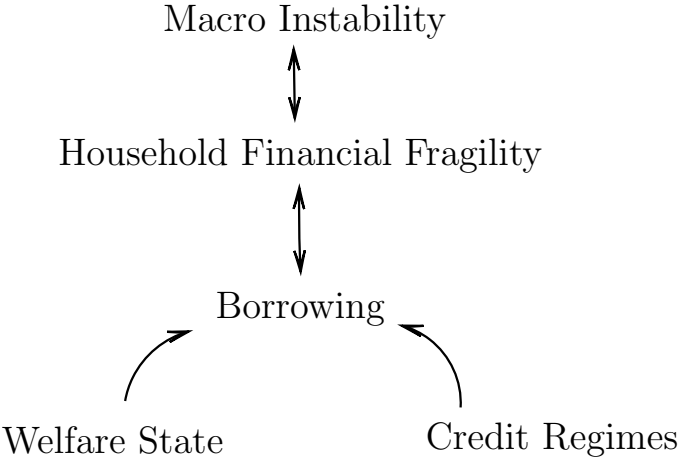 Macro Instability
Household Financial Fragility
Borrowing
Welfare State
Credit Regimes